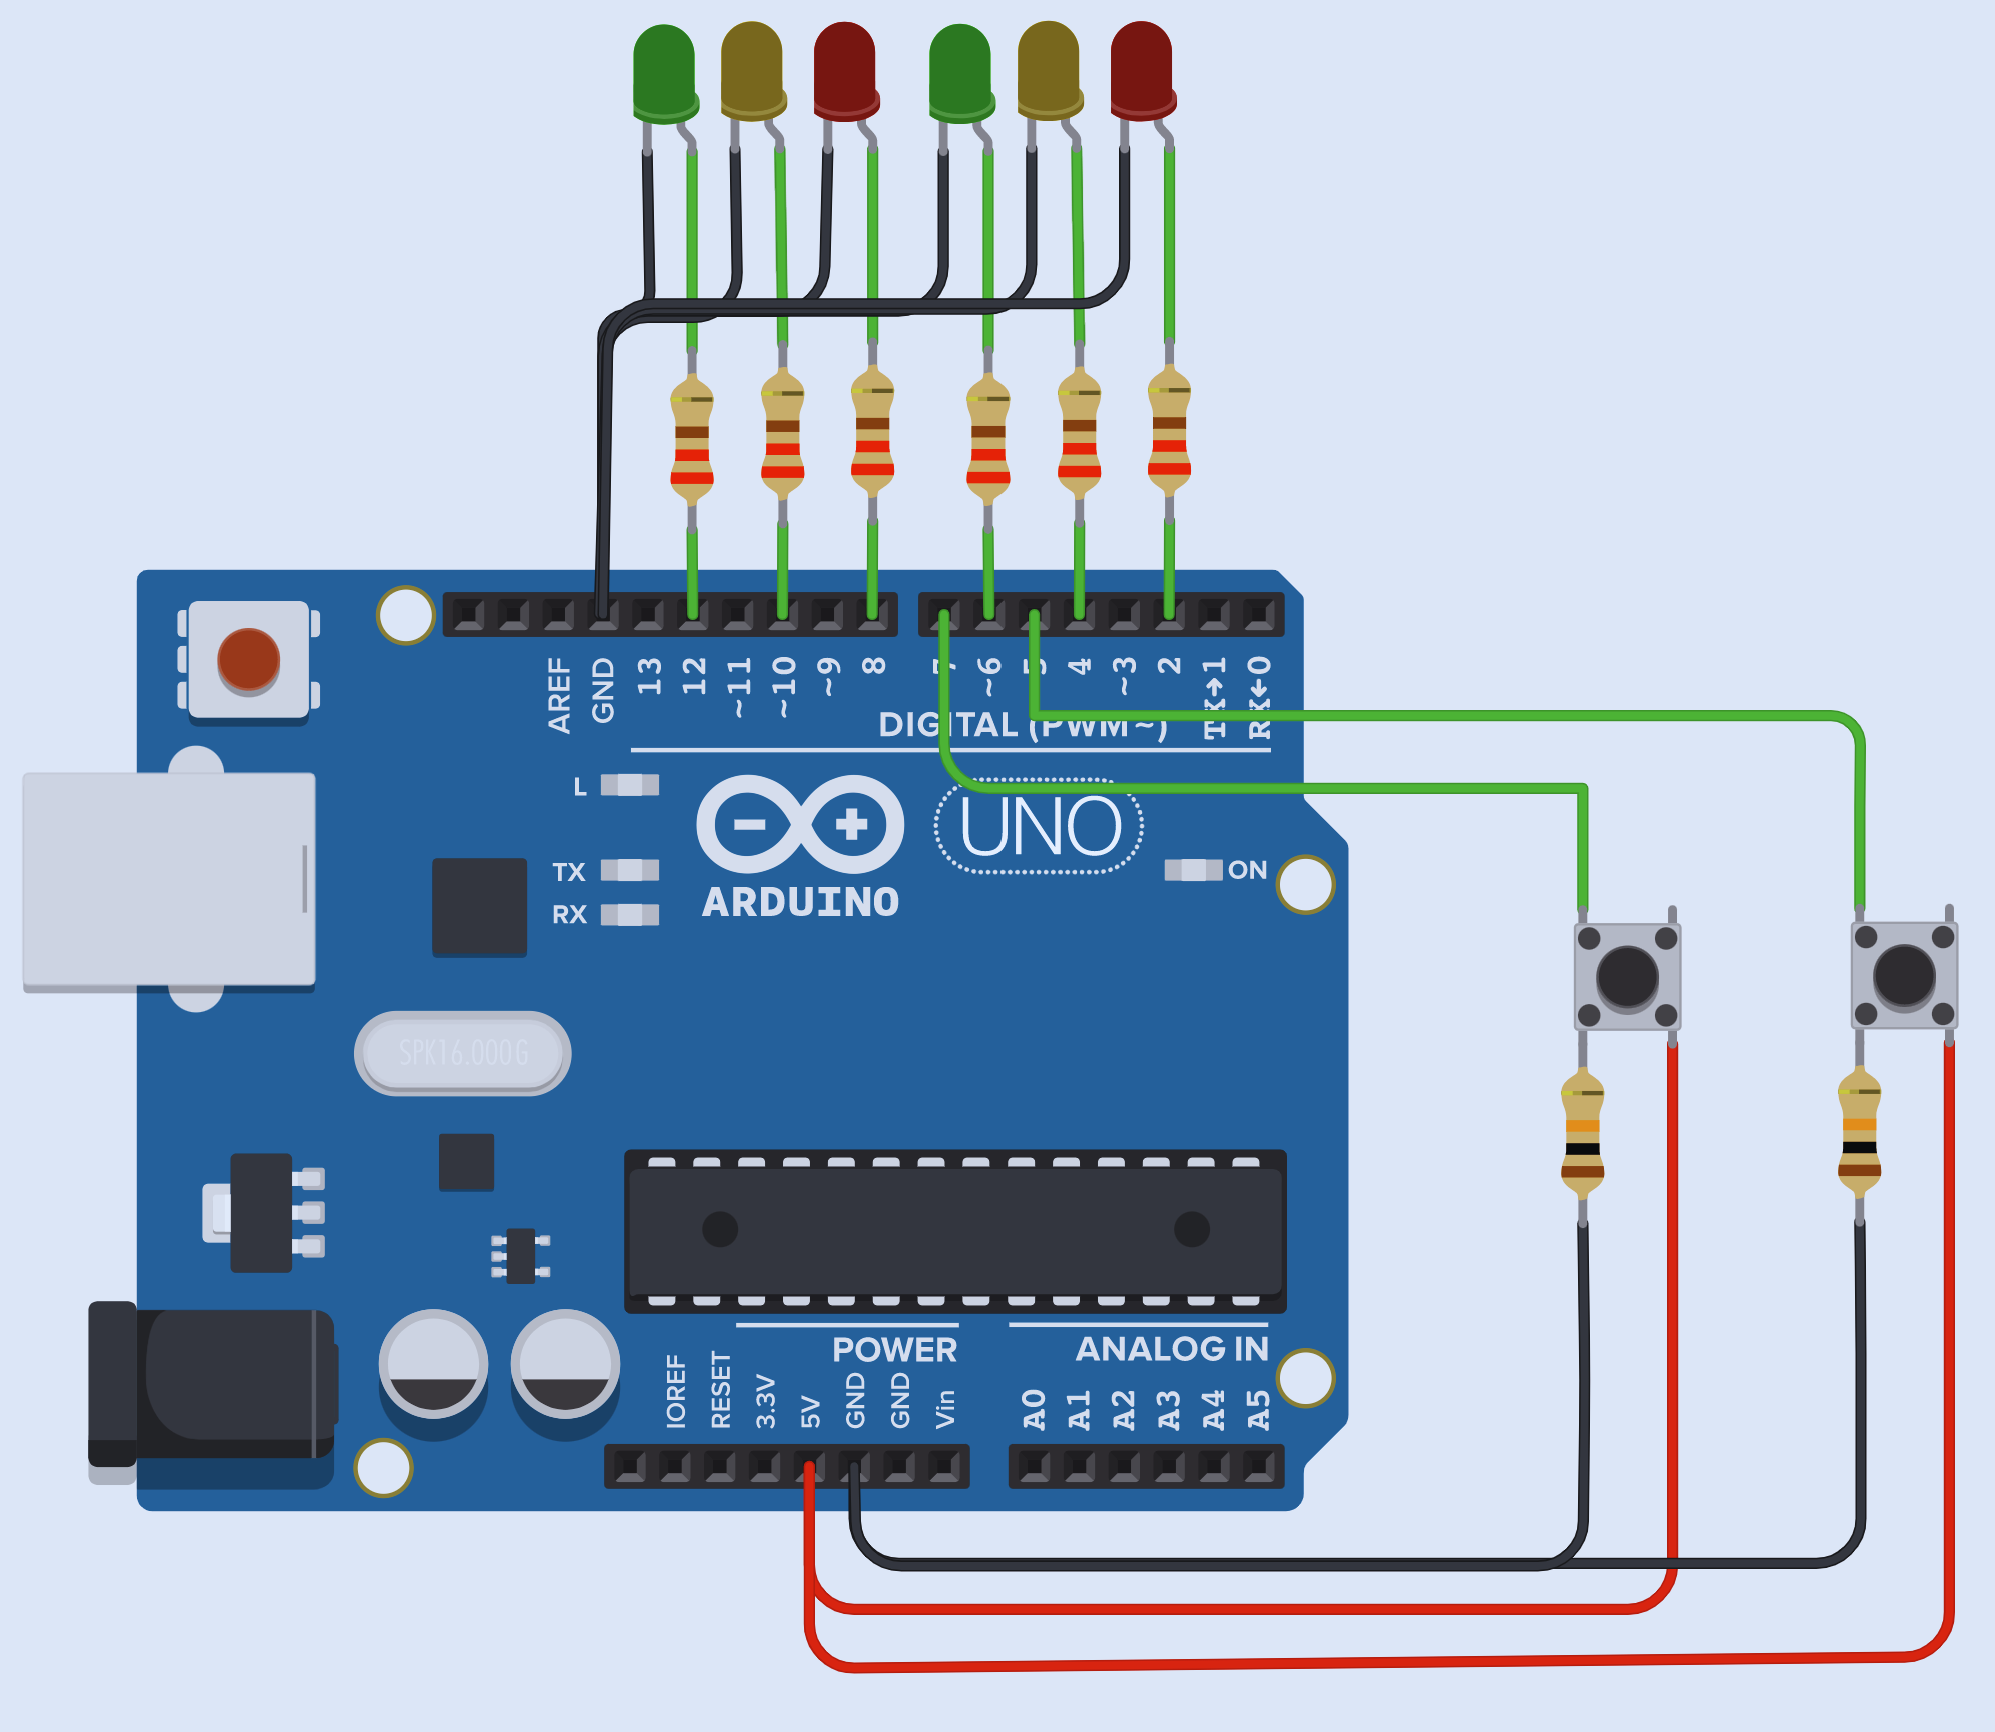 AREF
GND
13
12
~11
~10
~9
8
7
~6
5
4
~3
2
TX→1
RX←0
DIGITAL (PWM~)
L
TX
RX
ARDUINO
UNO
ON
SPK16.000G
POWER
ANALOG IN
IOREF
RESET
3.3V
5V
GND
GND
Vin
A0
A1
A2
A3
A4
A5